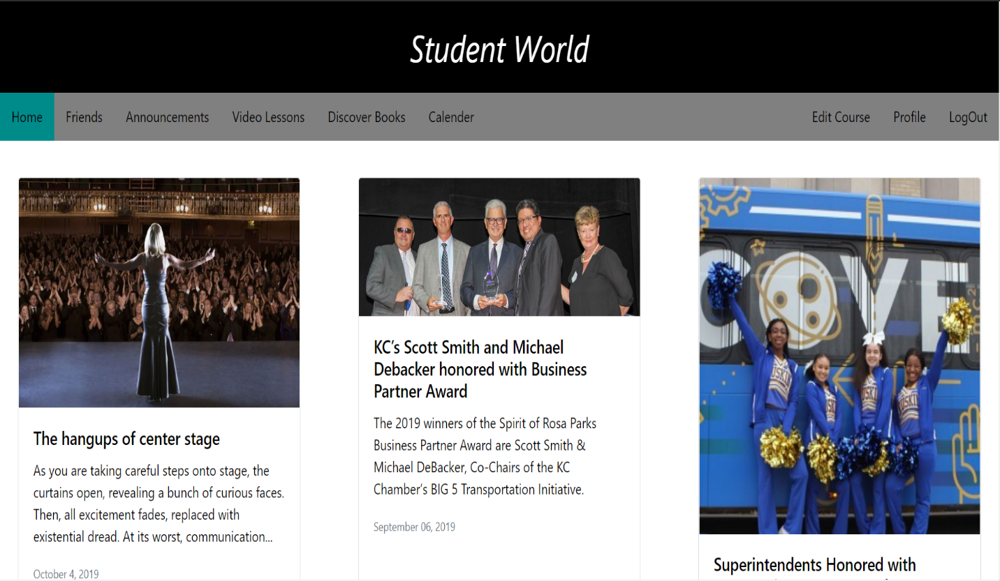 Student World
Home Friends Announcements Video Lessons Discover Books Calender Edit Course Profile LogOut
The hangups of center stage
As you are taking careful steps onto stage, the
curtains open, revealing a bunch of curious faces.
Then, all excitement fades, replaced with
existential dread. At its worst, communication...
October 4, 2019
KC’s Scott Smith and Michael
Debacker honored with Business
Partner Award
The 2019 winners of the Spirit of Rosa Parks
Business Partner Award are Scott Smith &
Michael DeBacker, Co-Chairs of the KC
Chamber’s BIG 5 Transportation Initiative.
September 06, 2019
COVE
Superintendents Honored with